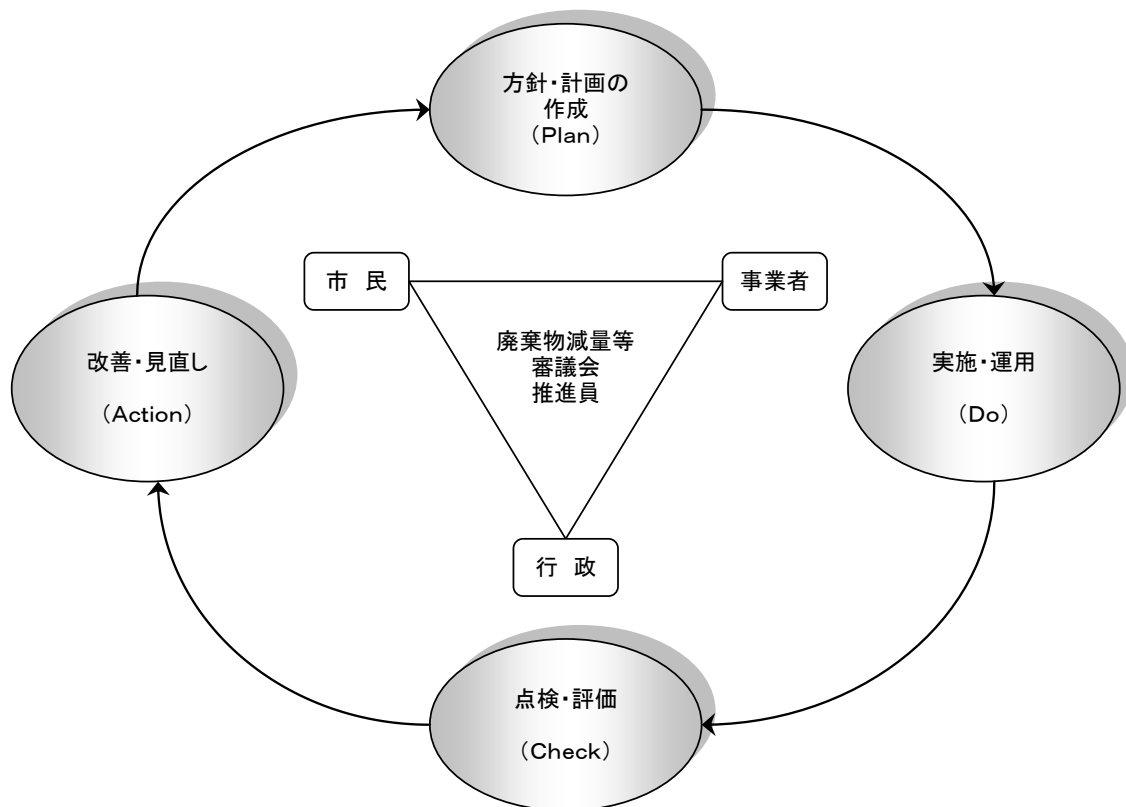 方針・計画の
作成
（Plan）
市 民
事業者
廃棄物減量等
審議会
推進員
改善・見直し
（Action）
実施・運用
（Do）
行 政
点検・評価
（Check）